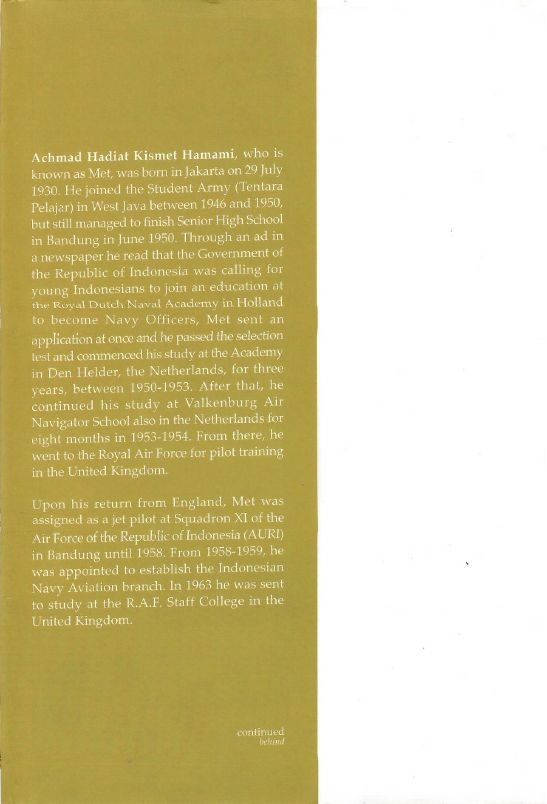 Achmad Hadiat Kismet Hamami, who is
known as Met, was born in Jakarta on 29 July
1930. He joined the Student Army (Tentara
Pelajar) in West Java between 1946 and 1950,
but still managed to finish Senior High School
in Bandung in June 1950. Through an ad in
a newspaper he read that the Government of
the Republic of Indonesia was calling for
young Indonesians to join an education at
the Royal Dutch Naval Academy in Holland
to become Navy Officers, Met sent an
application at once and he passed the selection
test and commenced his study at the Academy
in Den Helder, the Netherlands, for three
years, between 1950-1953. After that, he
continued his study at Valkenburg Air
Navigator School also in the Netherlands for
eight months in 1953-1954. From there, he
went to the Royal Air Force for pilot training
in the United Kingdom.

Upon his return from England, Met was
assigned as a jet pilot at Squadron XI of the
Air Force of the Republic of Indonesia (AURI)
in Bandung until 1958. From 1958-1959, he
was appointed to establish the Indonesian
Navy Aviation branch. In 1963 he was sent
to study at the R.A.F. Staff College in the
United Kingdom.

continued
behind